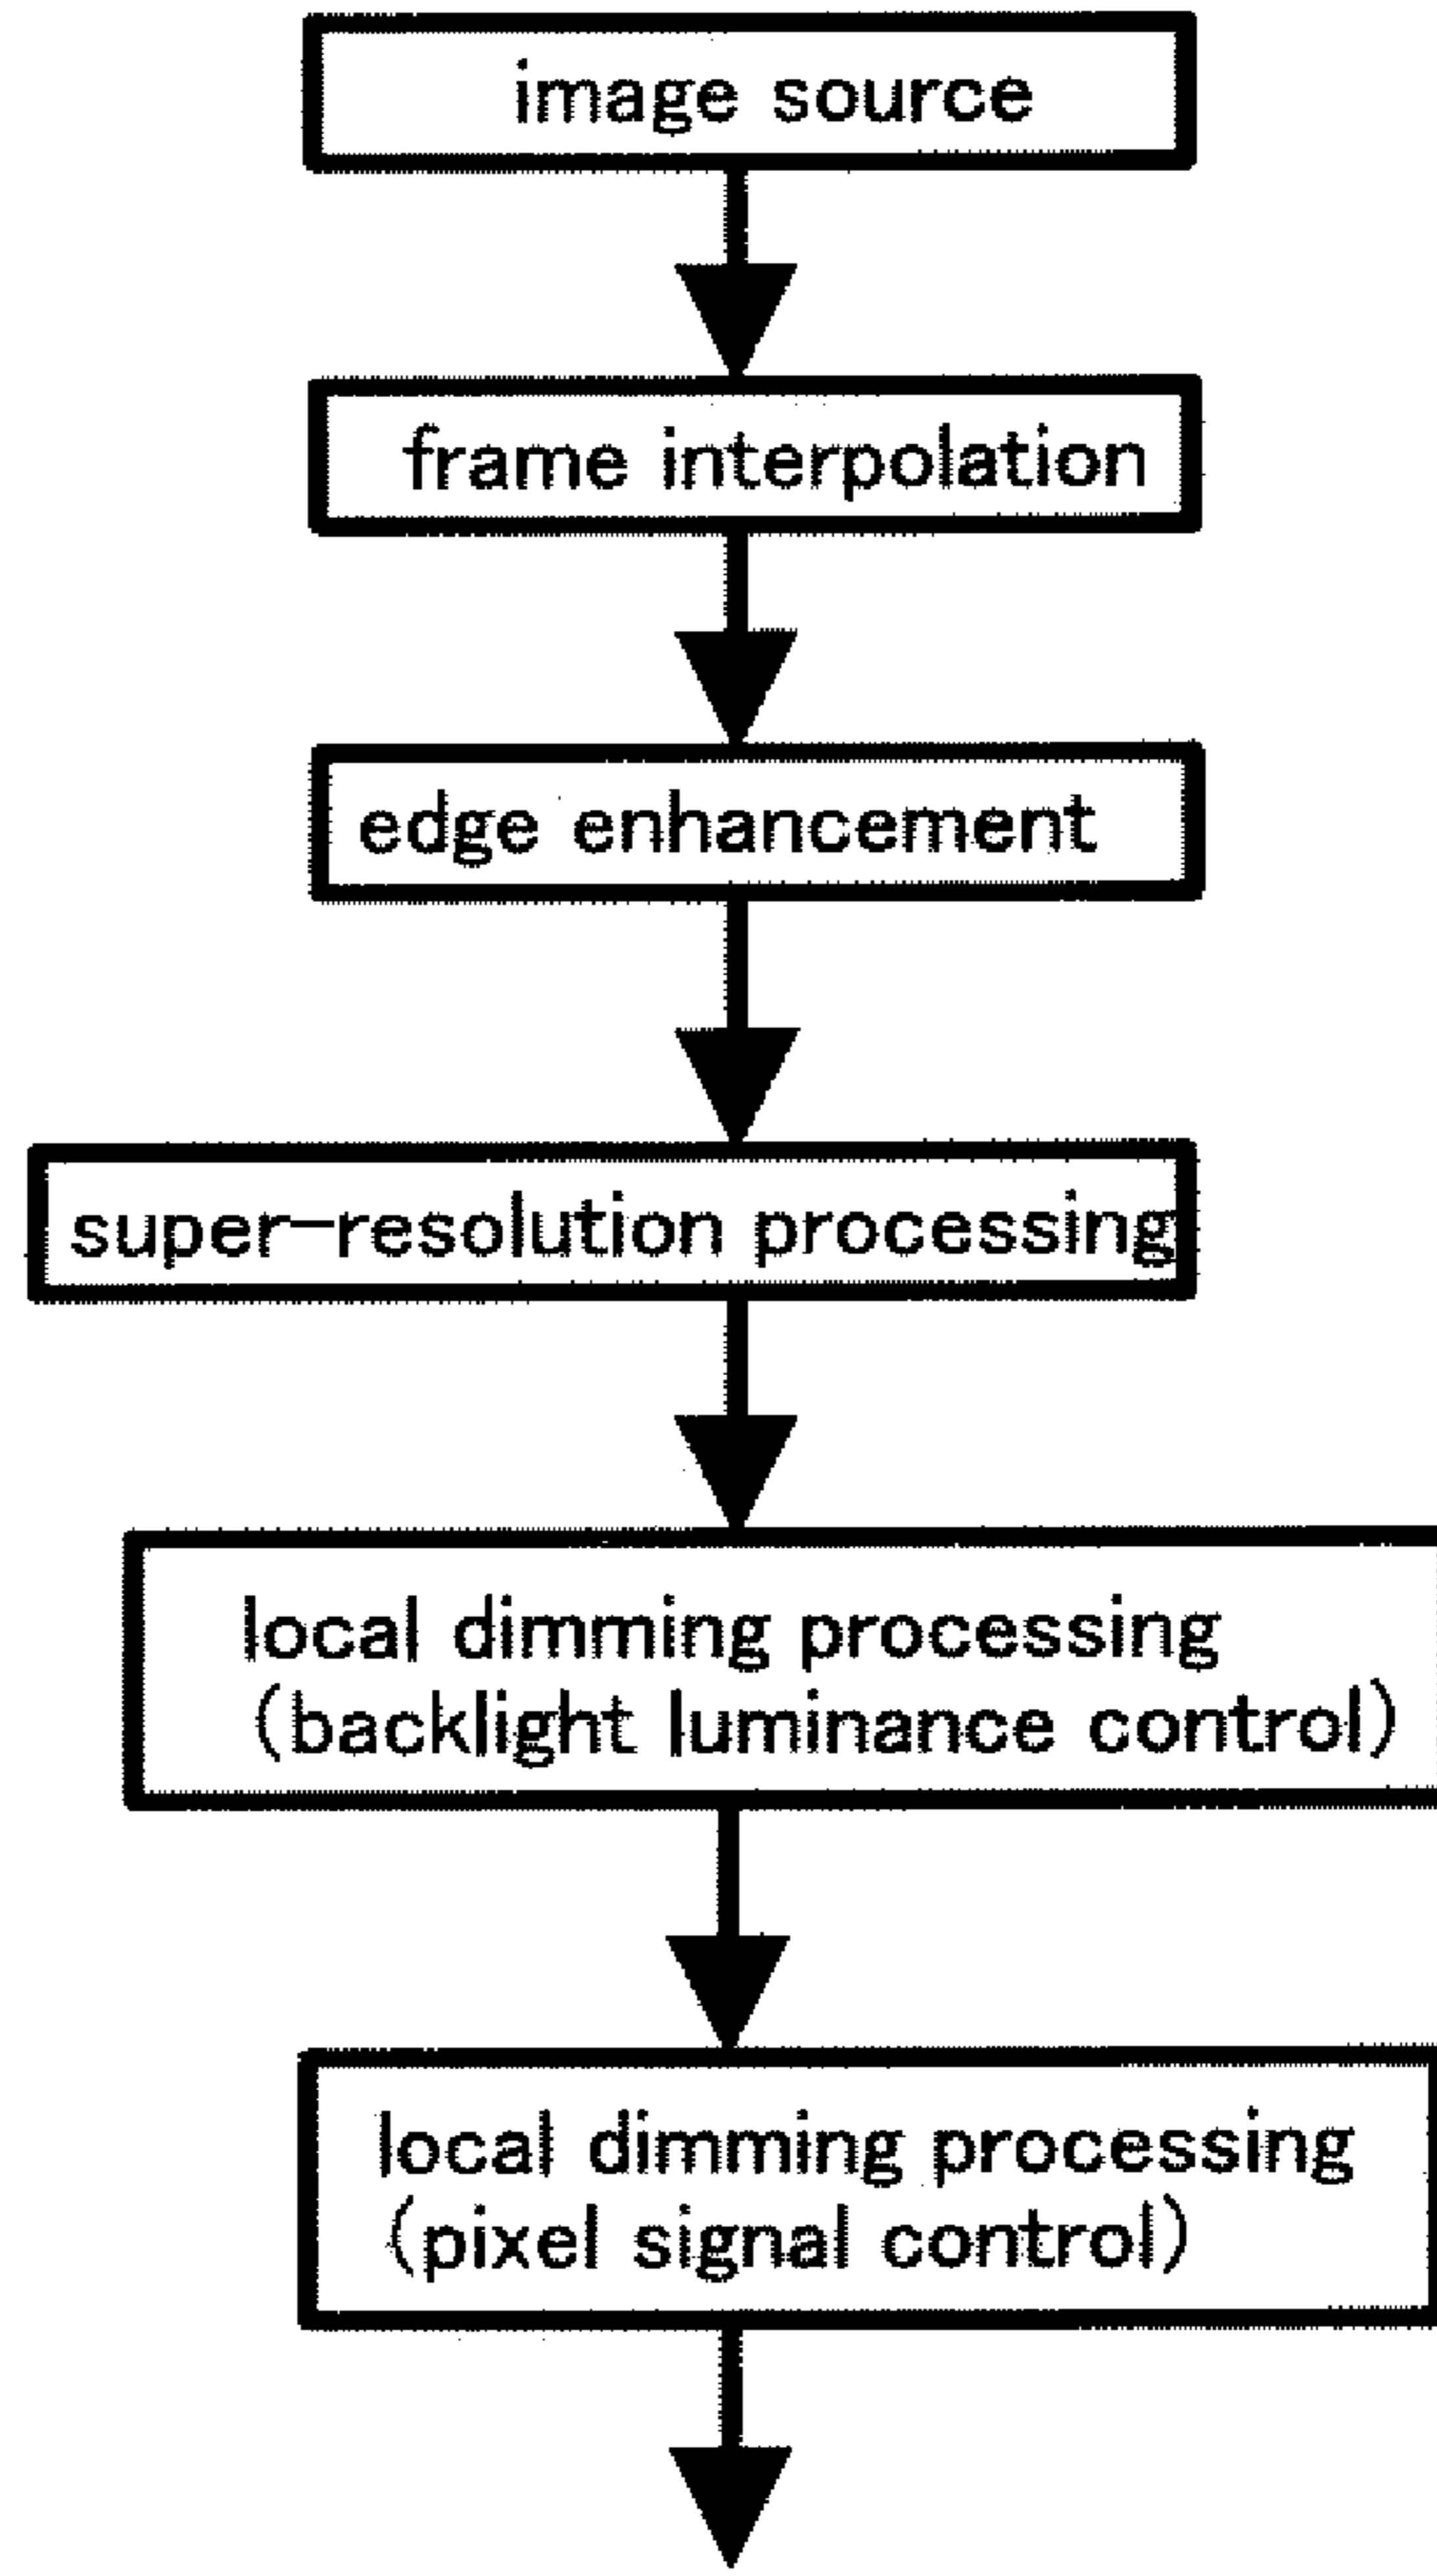 image source
frame interpolation
edge enhancement
super-resolution processing
local dimming processing
(backlight luminance control)
local dimming processing
(pixel signal control)